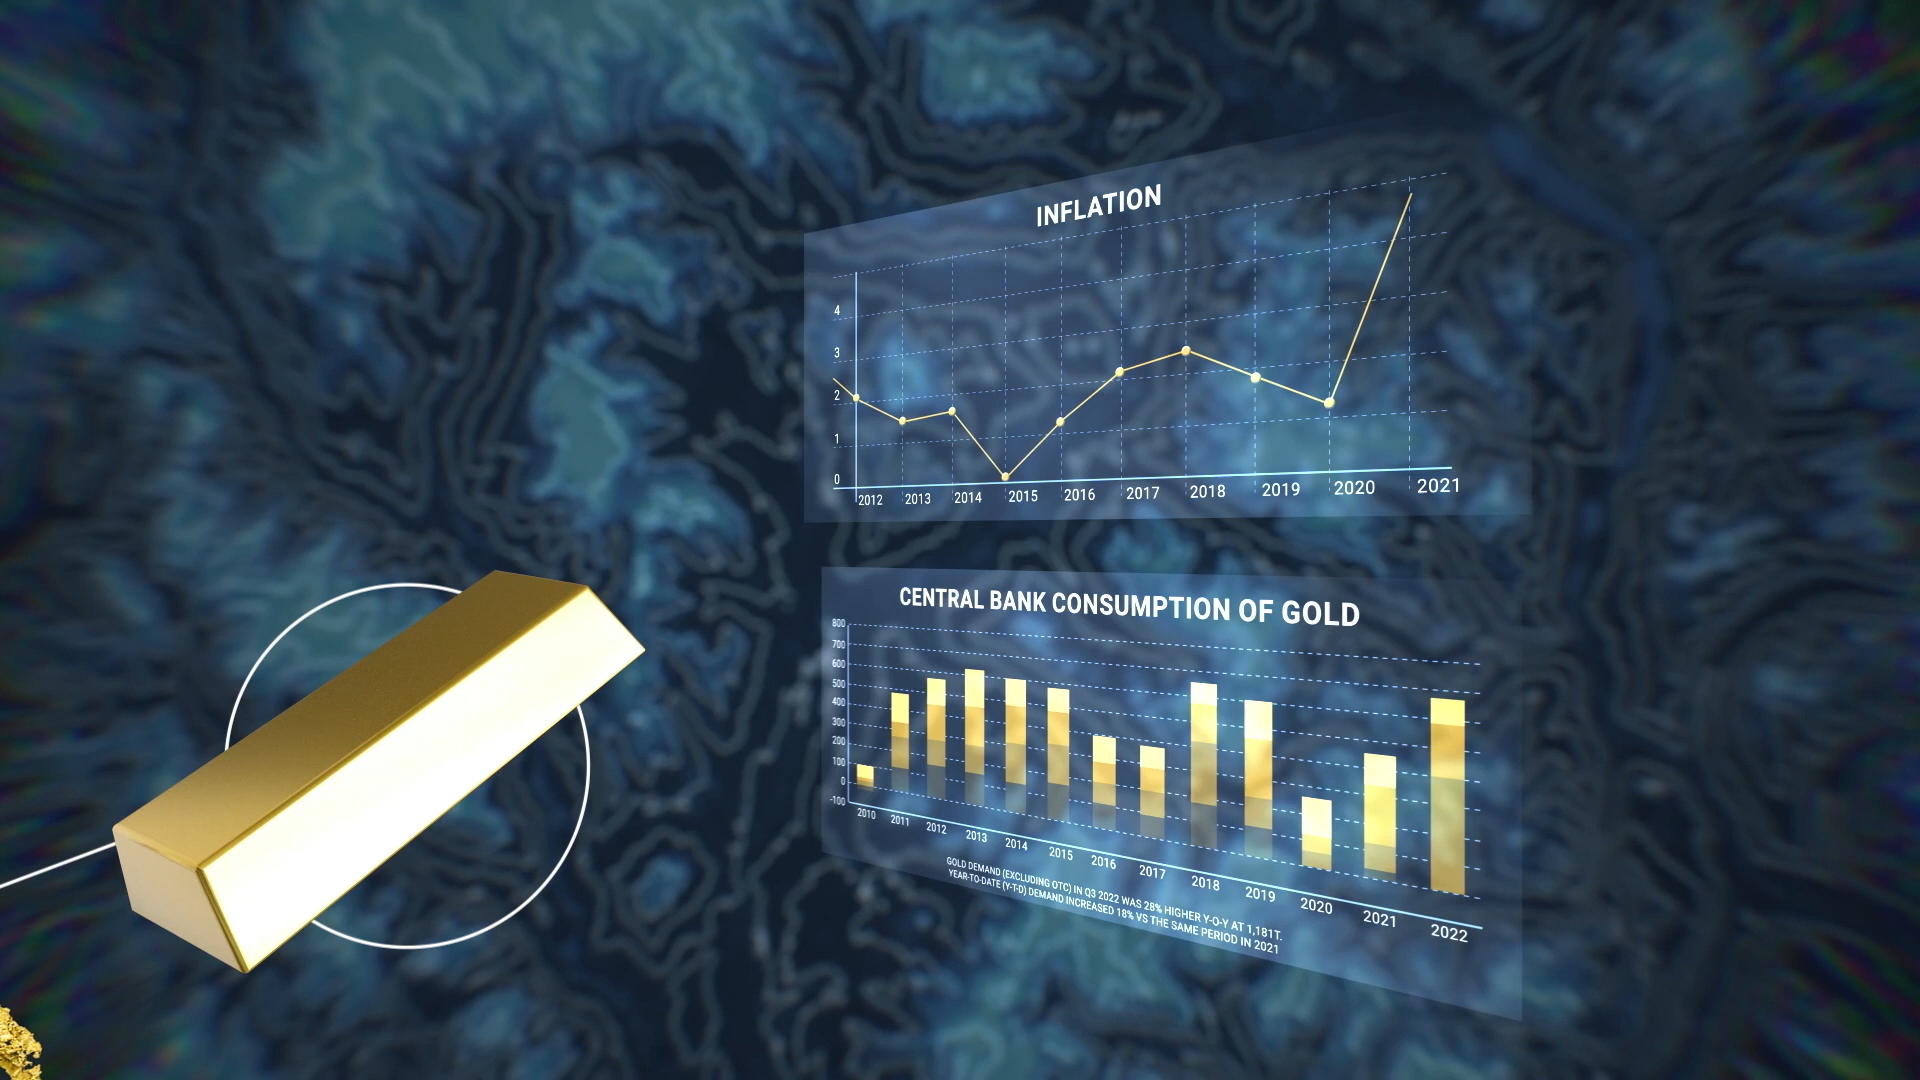 INFLATION
4
3
2
1
0
2012 2013 2014 2015 2016 2017 2018 2019 2020 2021
CENTRAL BANK CONSUMPTION OF GOLD
800
700
600
500
400
300
200
100
0
-100
2010 2011 2012 2013 2014 2015 2016 2017 2018 2019 2020 2021 2022
GOLD DEMAND (EXCLUDING OTC) IN Q3 2022 WAS 28% HIGHER Y-O-Y AT 1,181T.
YEAR-TO-DATE (Y-T-D) DEMAND INCREASED 18% VS THE SAME PERIOD IN 2021